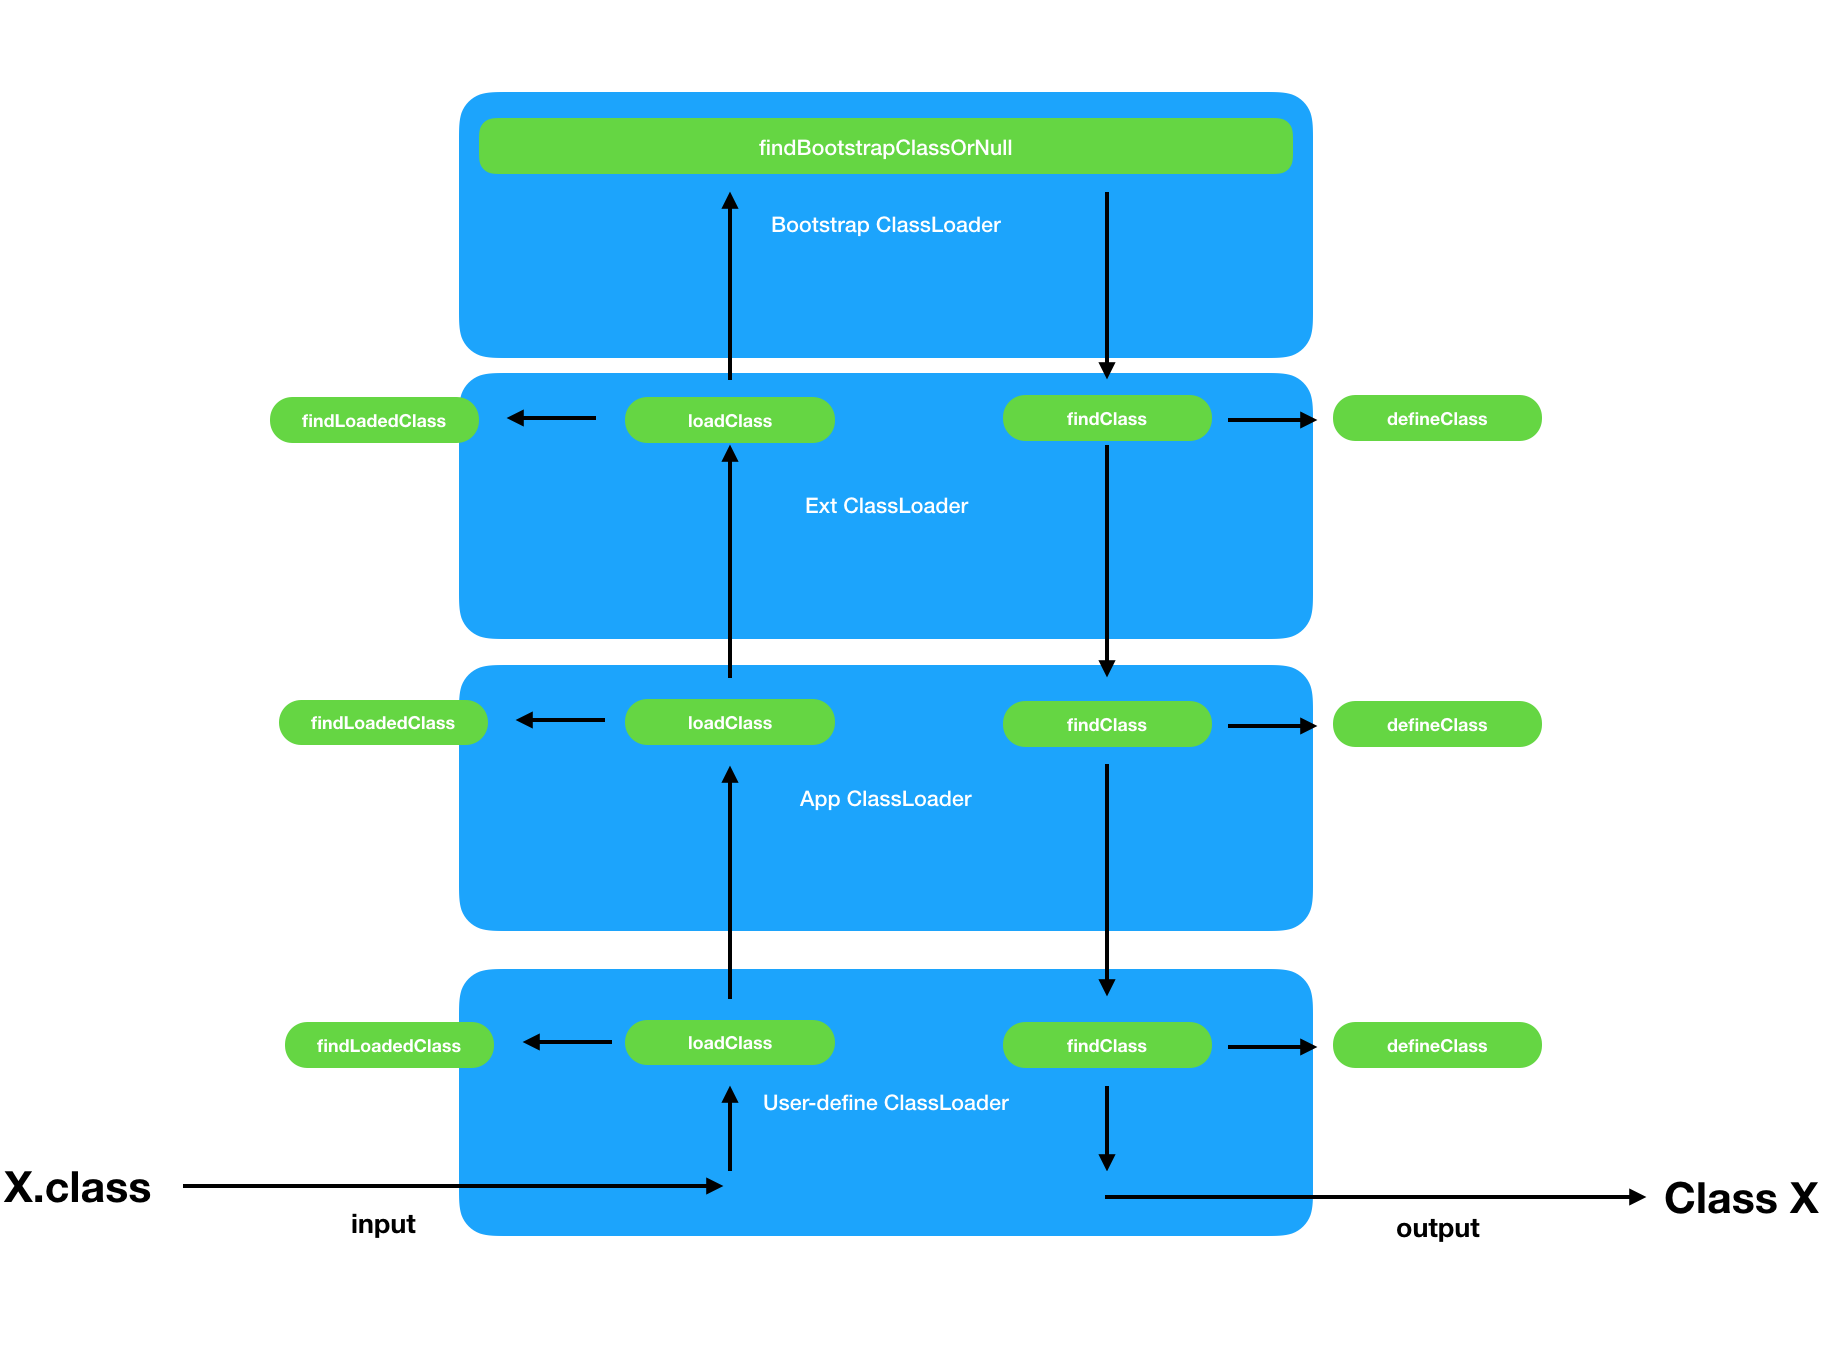 findBootstrapClassOrNull
Bootstrap ClassLoader
findLoadedClass
loadClass
findClass
defineClass
Ext ClassLoader
findLoadedClass
loadClass
findClass
defineClass
App ClassLoader
findLoadedClass
loadClass
findClass
defineClass
User-define ClassLoader
X.class
input
Class X
output